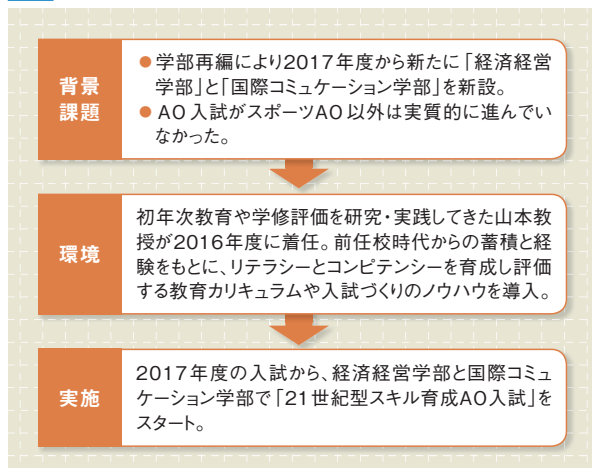 背景
課題
●学部再編により2017年度から新たに「経済経営
学部」と「国際コミュケーション学部」を新設。
●AO入試がスポーツAO以外は実質的に進んでい
なかった。
環境
初年次教育や学修評価を研究・実践してきた山本教
授が2016年度に着任。前任校時代からの蓄積と経
験をもとに、リテラシーとコンピテンシーを育成し評価
する教育カリキュラムや入試づくりのノウハウを導入。
実施
2017年度の入試から、経済経営学部と国際コミュ
ケーション学部で「21世紀型スキル育成AO入試」を
スタート。